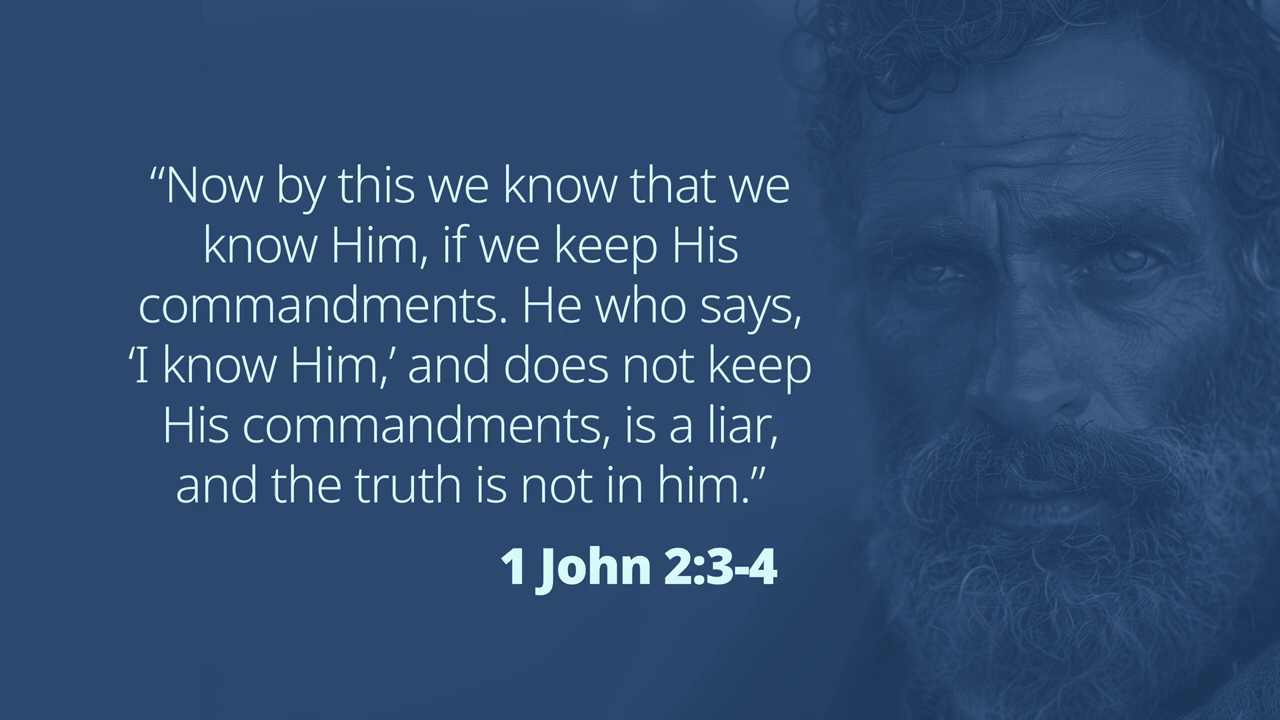 “Now by this we know that we
know Him, if we keep His
commandments. He who says,
‘I know Him,’ and does not keep
His commandments, is a liar,
and the truth is not in him.”
1 John 2:3-4